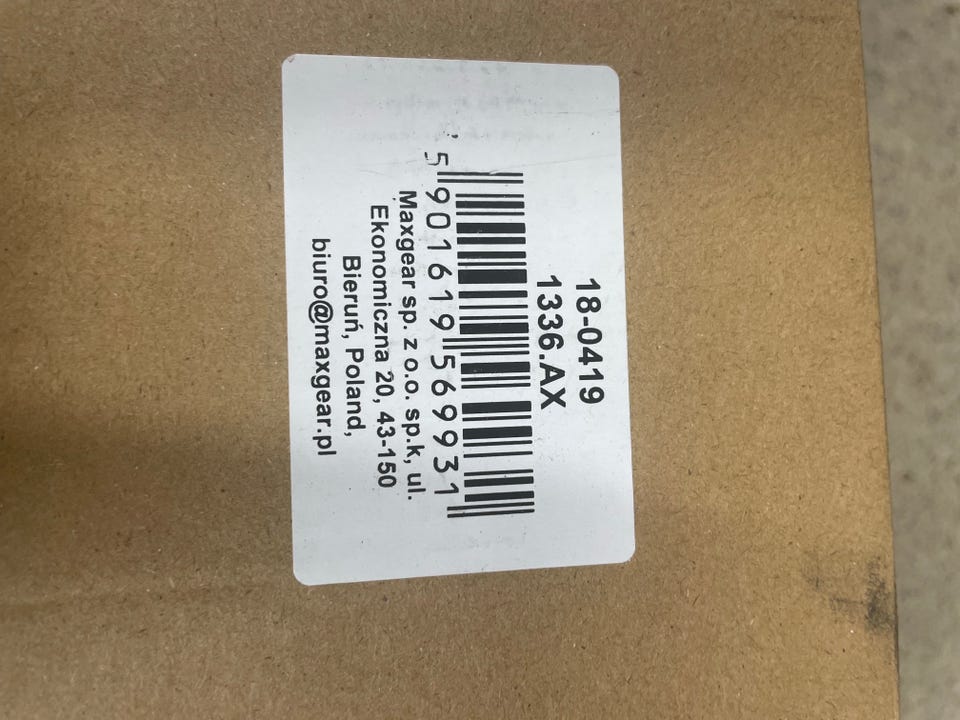 18-0419
1336.AX
5 901619 569931
Maxgear sp. z o.o. sp.k, ul.
Ekonomiczna 20, 43-150
Bieruń, Poland,
biuro@maxgear.pl